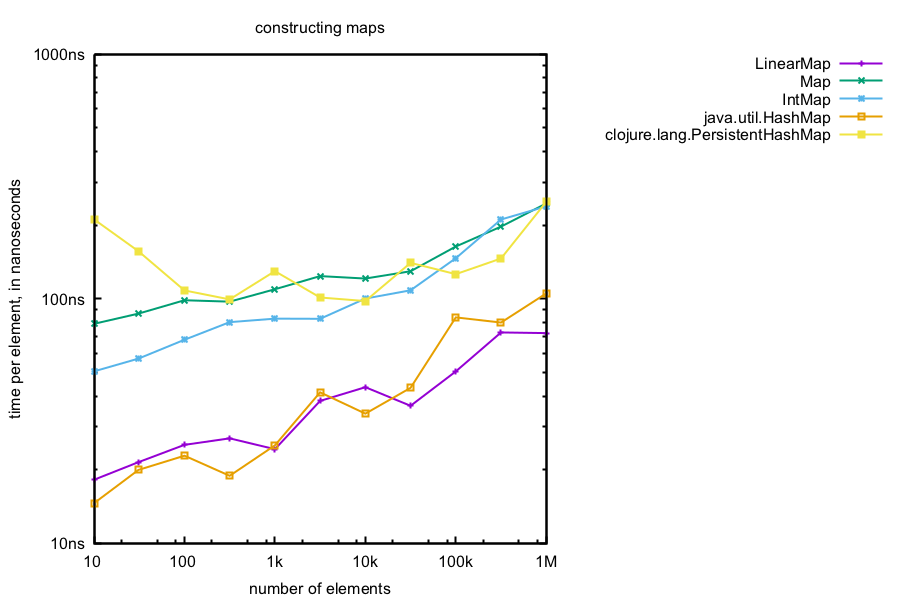 constructing maps
1000ns
100ns
10ns
time per element, in nanoseconds
10
100
1k
10k
100k
1M
number of elements
LinearMap
Map
IntMap
java.util.HashMap
clojure.lang.PersistentHashMap